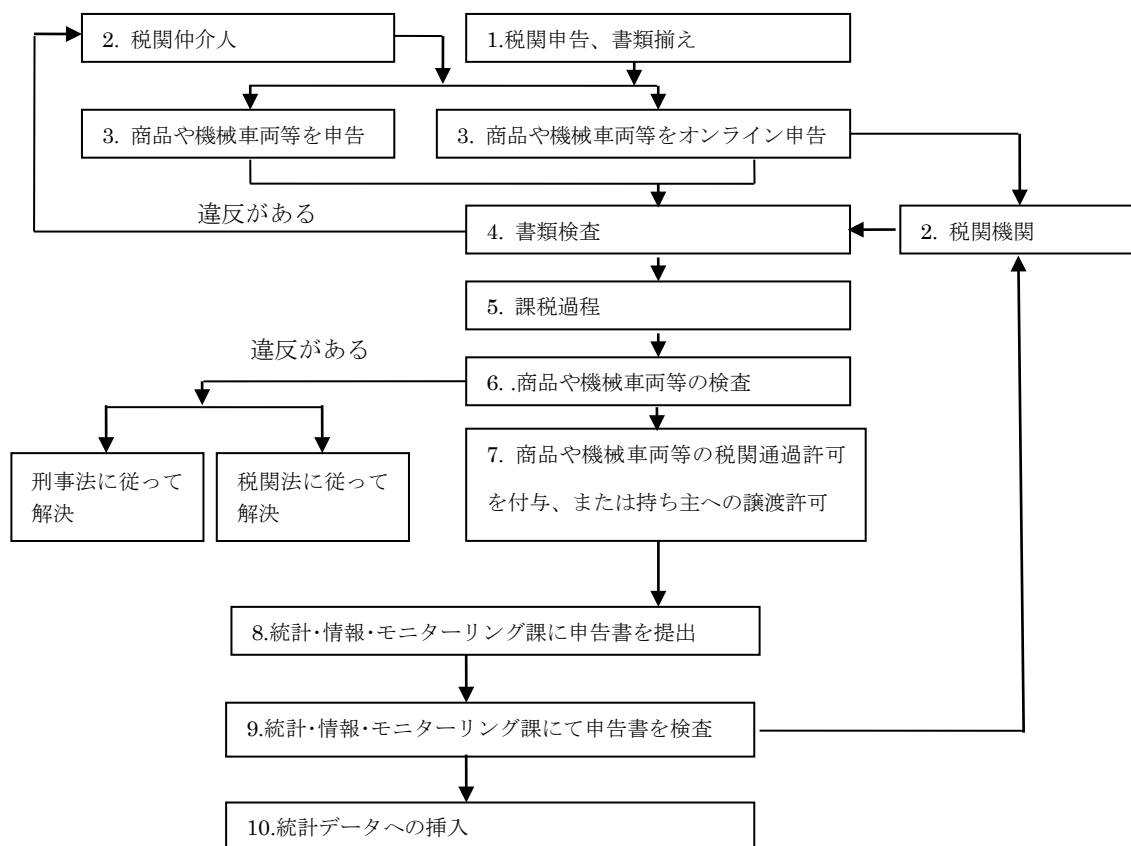 2. 税関仲介人
1.税関申告、書類揃え
3. 商品や機械車両等を申告
3. 商品や機械車両等をオンライン申告
違反がある
4. 書類検査
2. 税関機関
5. 課税過程
違反がある
6. .商品や機械車両等の検査
刑事法に従って
解決
税関法に従って
解決
7. 商品や機械車両等の税関通過許可
を付与、または持ち主への譲渡許可
8.統計･情報･モニターリング課に申告書を提出
9.統計･情報･モニターリング課にて申告書を検査
10.統計データへの挿入